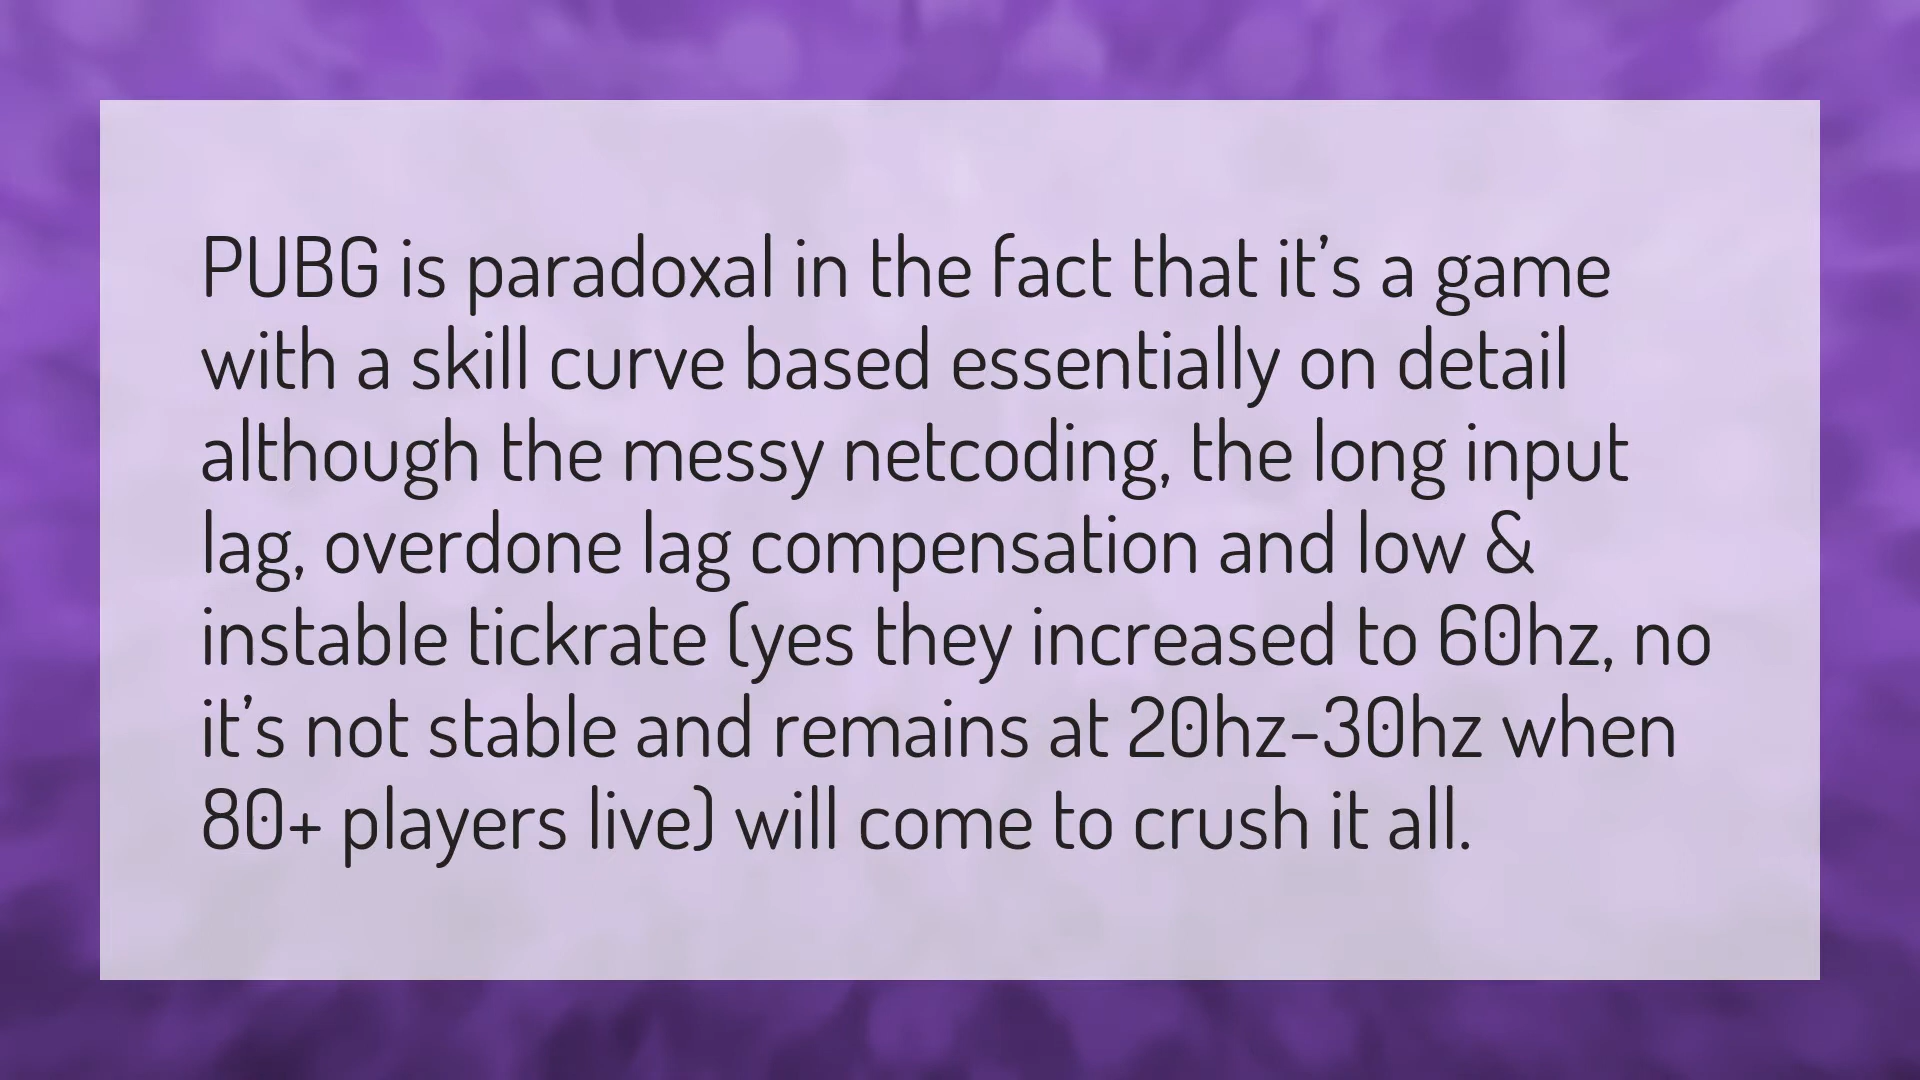 PUBG is paradoxal in the fact that it’s a game
with a skill curve based essentially on detail
although the messy netcoding, the long input
lag, overdone lag compensation and low &
instable tickrate (yes they increased to 60hz, no
it’s not stable and remains at 20hz-30hz when
80+ players live) will come to crush it all.